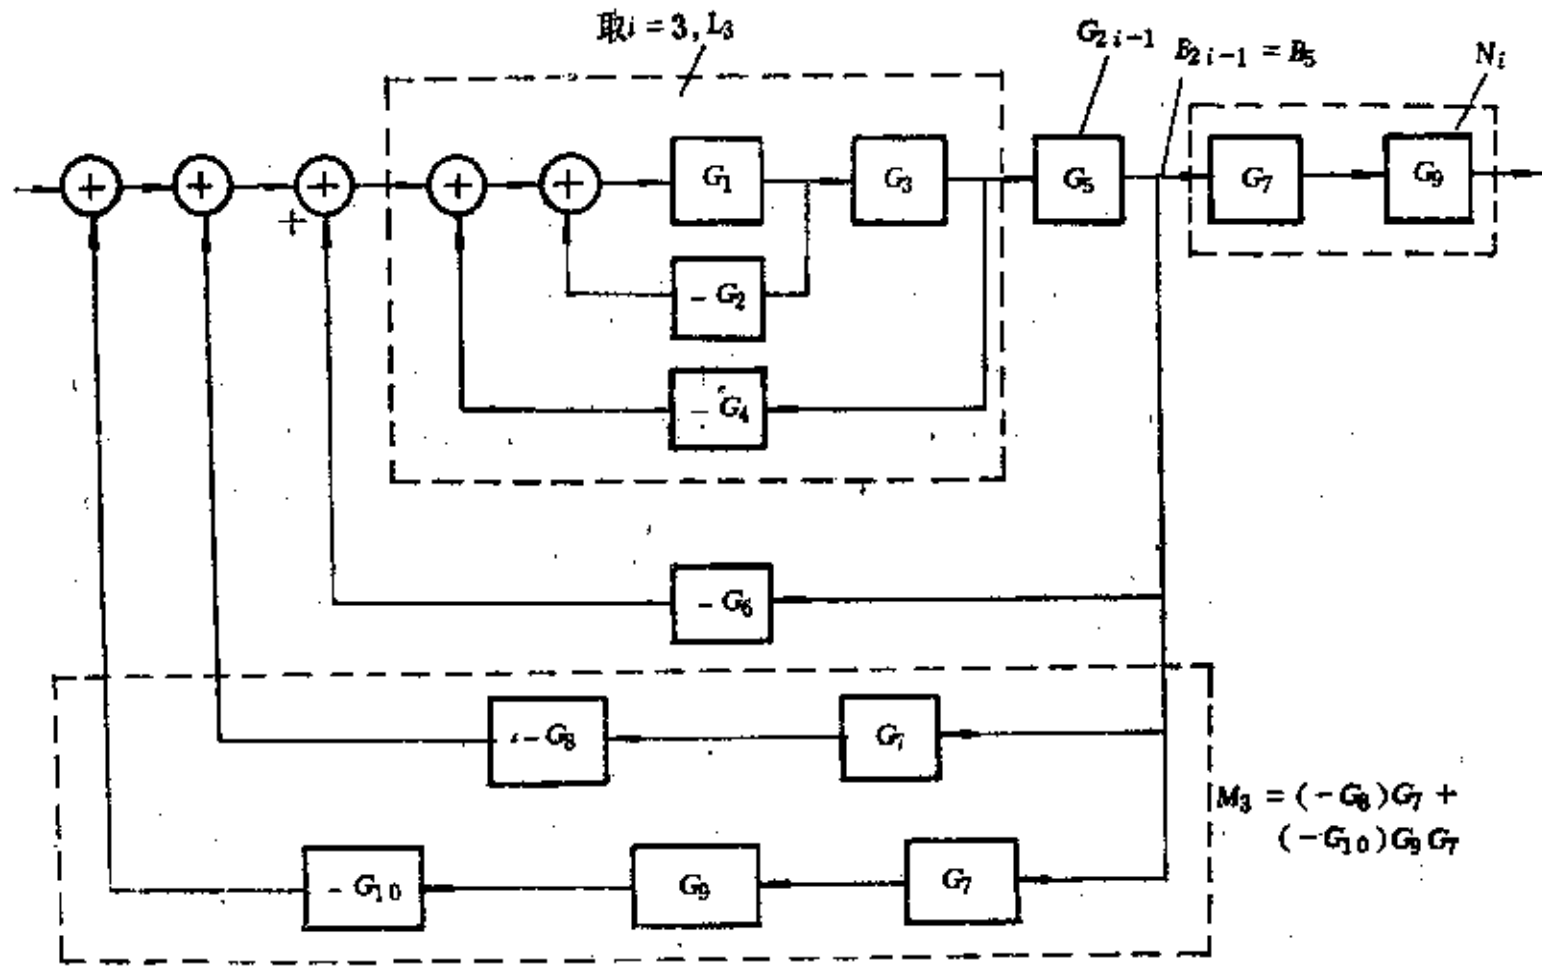 取i = 3, L₃
G₂ᵢ₋₁
B₂ᵢ₋₁ = B₅
Nᵢ
+ + + + +
+
G₁
G₃
G₅
G₇
G₉
- G₂
- G₄
- G₆
- G₈
G₇
M₃ = (- G₈)G₇ +
(- G₁₀)G₉G₇
- G₁₀
G₉
G₇